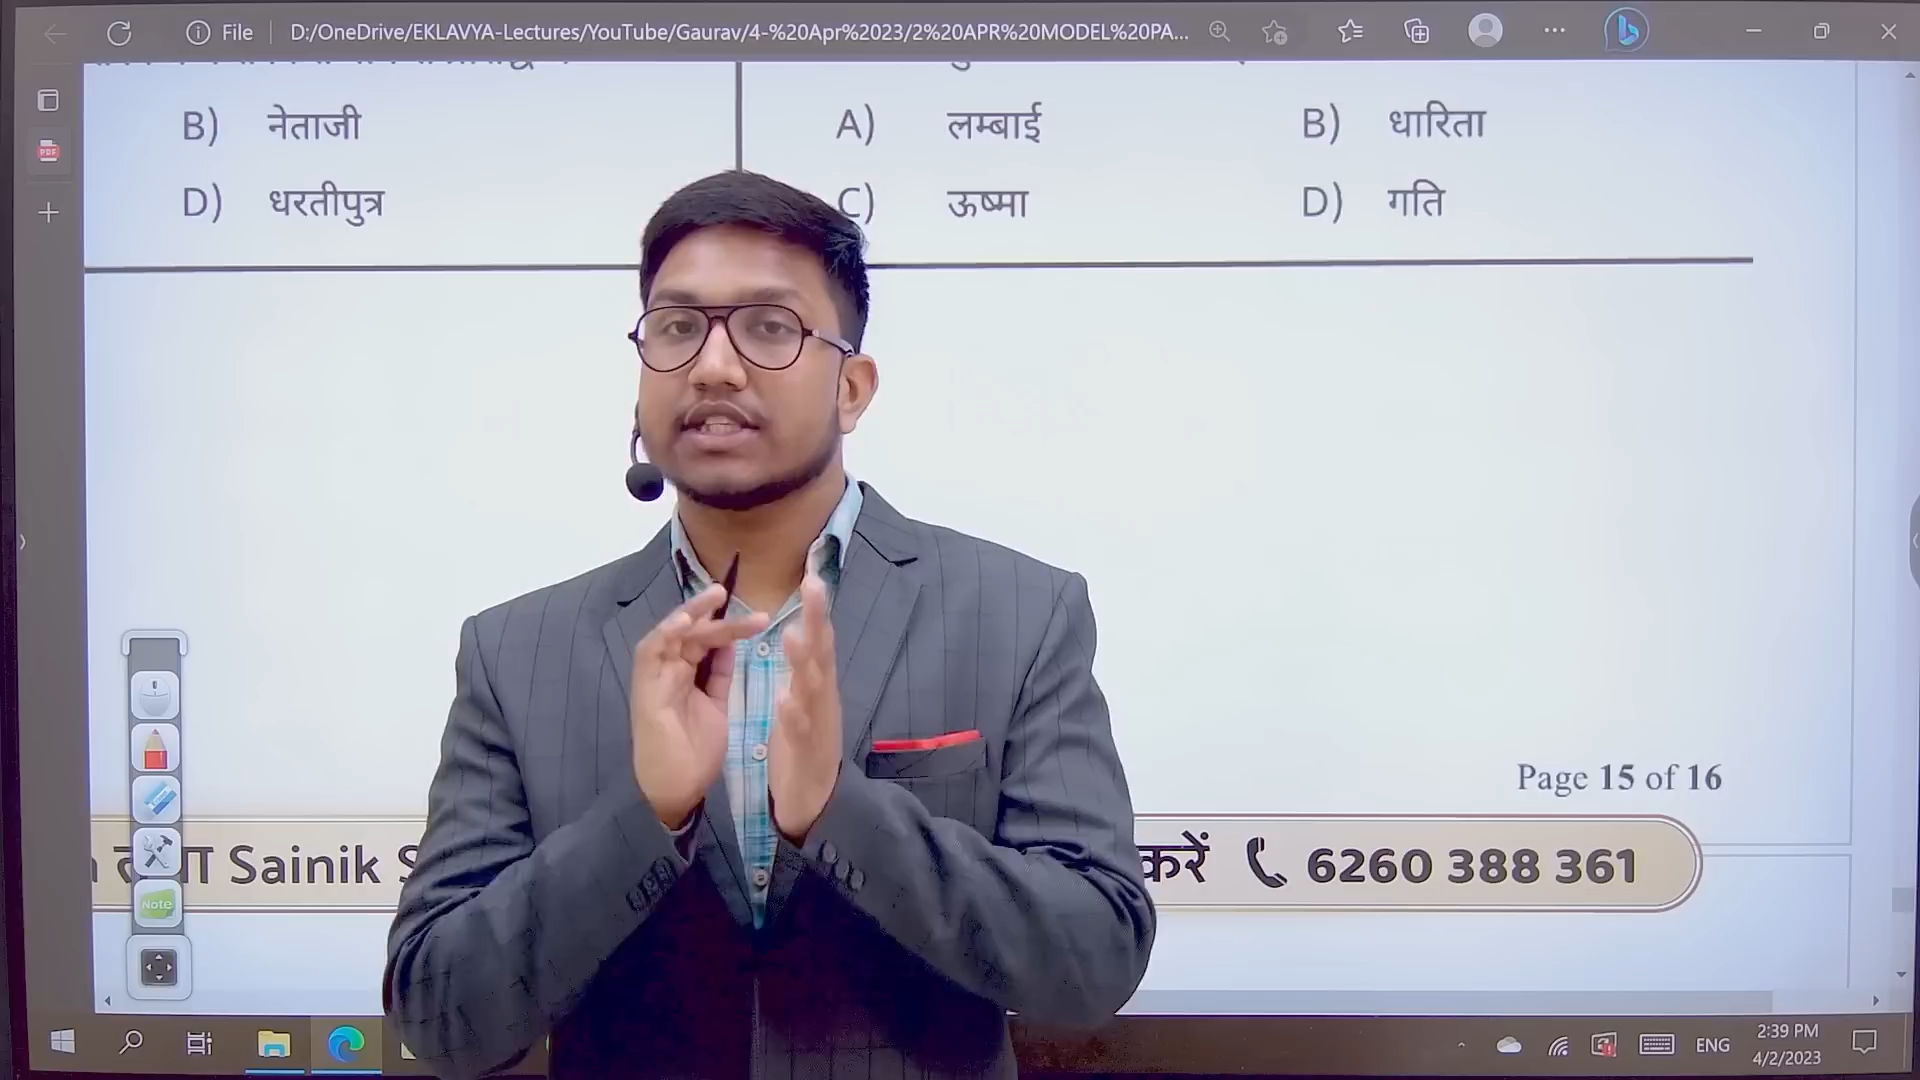 File D:/OneDrive/EKLAVYA-Lectures/YouTube/Gaurav/4-%20Apr%2023/2%20APR%20MODEL%20PA...
B) नेताजी
D) धरतीपुत्र
A) लम्बाई B) धारिता
C) ऊष्मा D) गति
Page 15 of 16
Sainik
करें 6260 388 361
PDF
Note
ENG
2:39 PM
4/2/2023